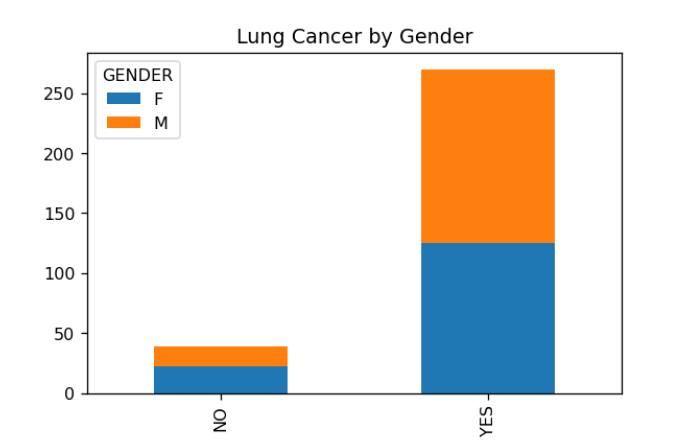 Lung Cancer by Gender
GENDER
F
M
250
200
150
100
50
0
NO
YES